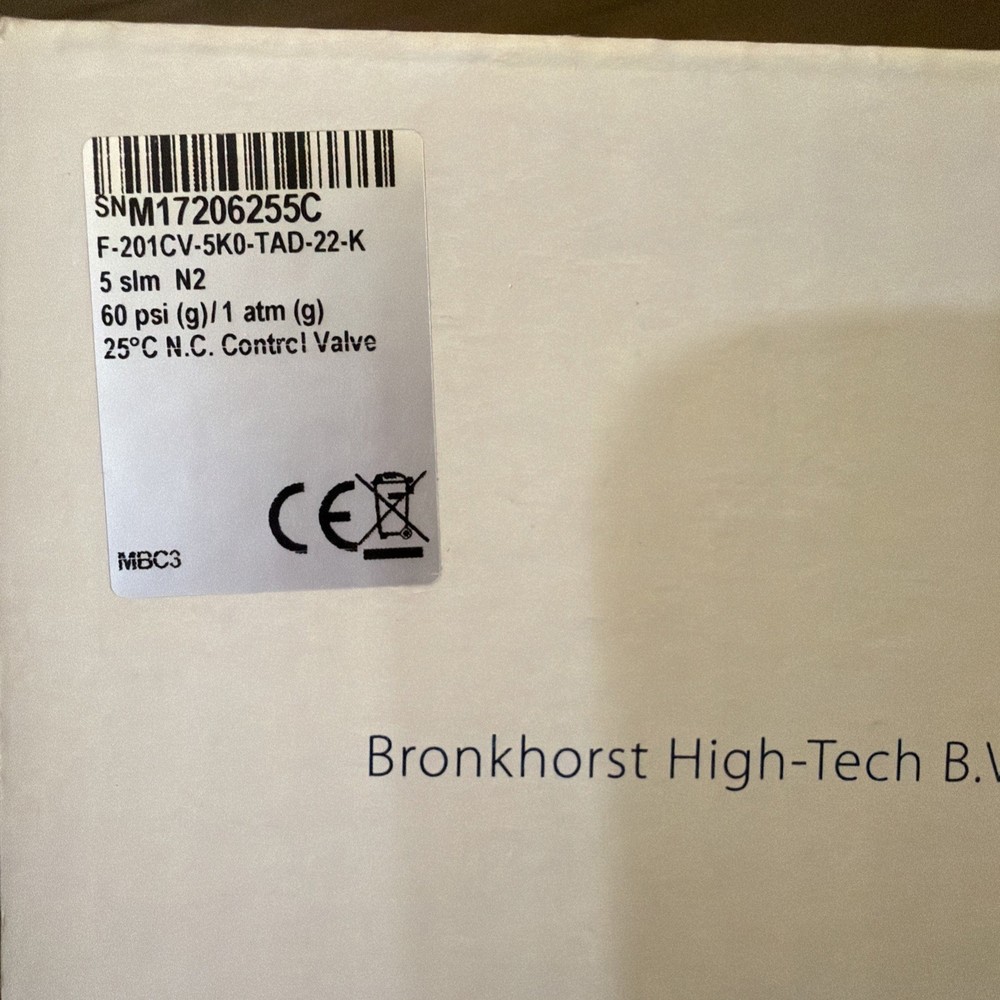 SNM17206255C
F-201CV-5K0-TAD-22-K
5 slm N2
60 psi (g)/1 atm (g)
25°C N.C. Control Valve
CE
MBC3
Bronkhorst High-Tech B.V